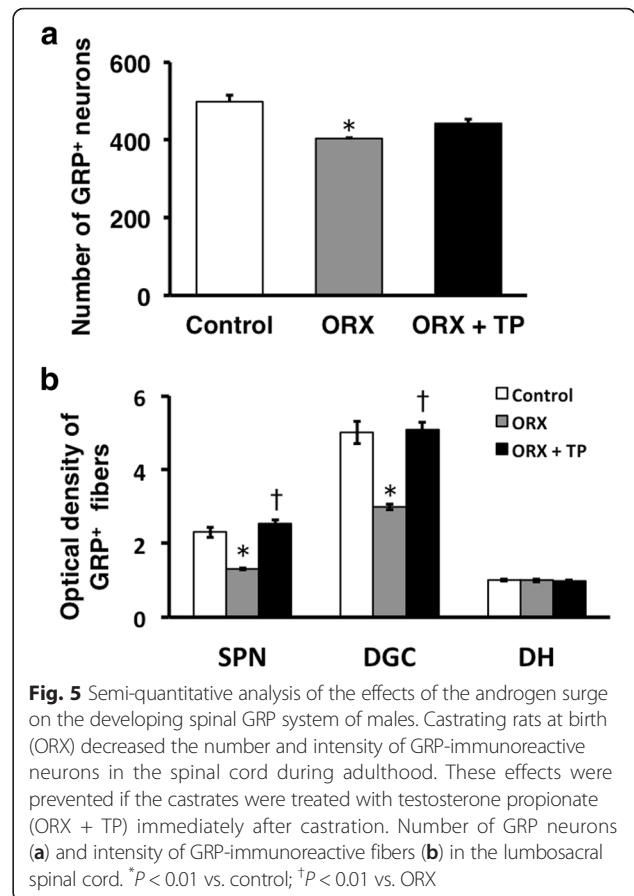 a
600
400
200
0
Number of GRP⁺ neurons
*
Control ORX ORX + TP
b
6
4
2
0
Optical density of
GRP⁺ fibers
Control
ORX
ORX + TP
* † * †
SPN DGC DH
Fig. 5 Semi-quantitative analysis of the effects of the androgen surge
on the developing spinal GRP system of males. Castrating rats at birth
(ORX) decreased the number and intensity of GRP-immunoreactive
neurons in the spinal cord during adulthood. These effects were
prevented if the castrates were treated with testosterone propionate
(ORX + TP) immediately after castration. Number of GRP neurons
(a) and intensity of GRP-immunoreactive fibers (b) in the lumbosacral
spinal cord. *P < 0.01 vs. control; †P < 0.01 vs. ORX